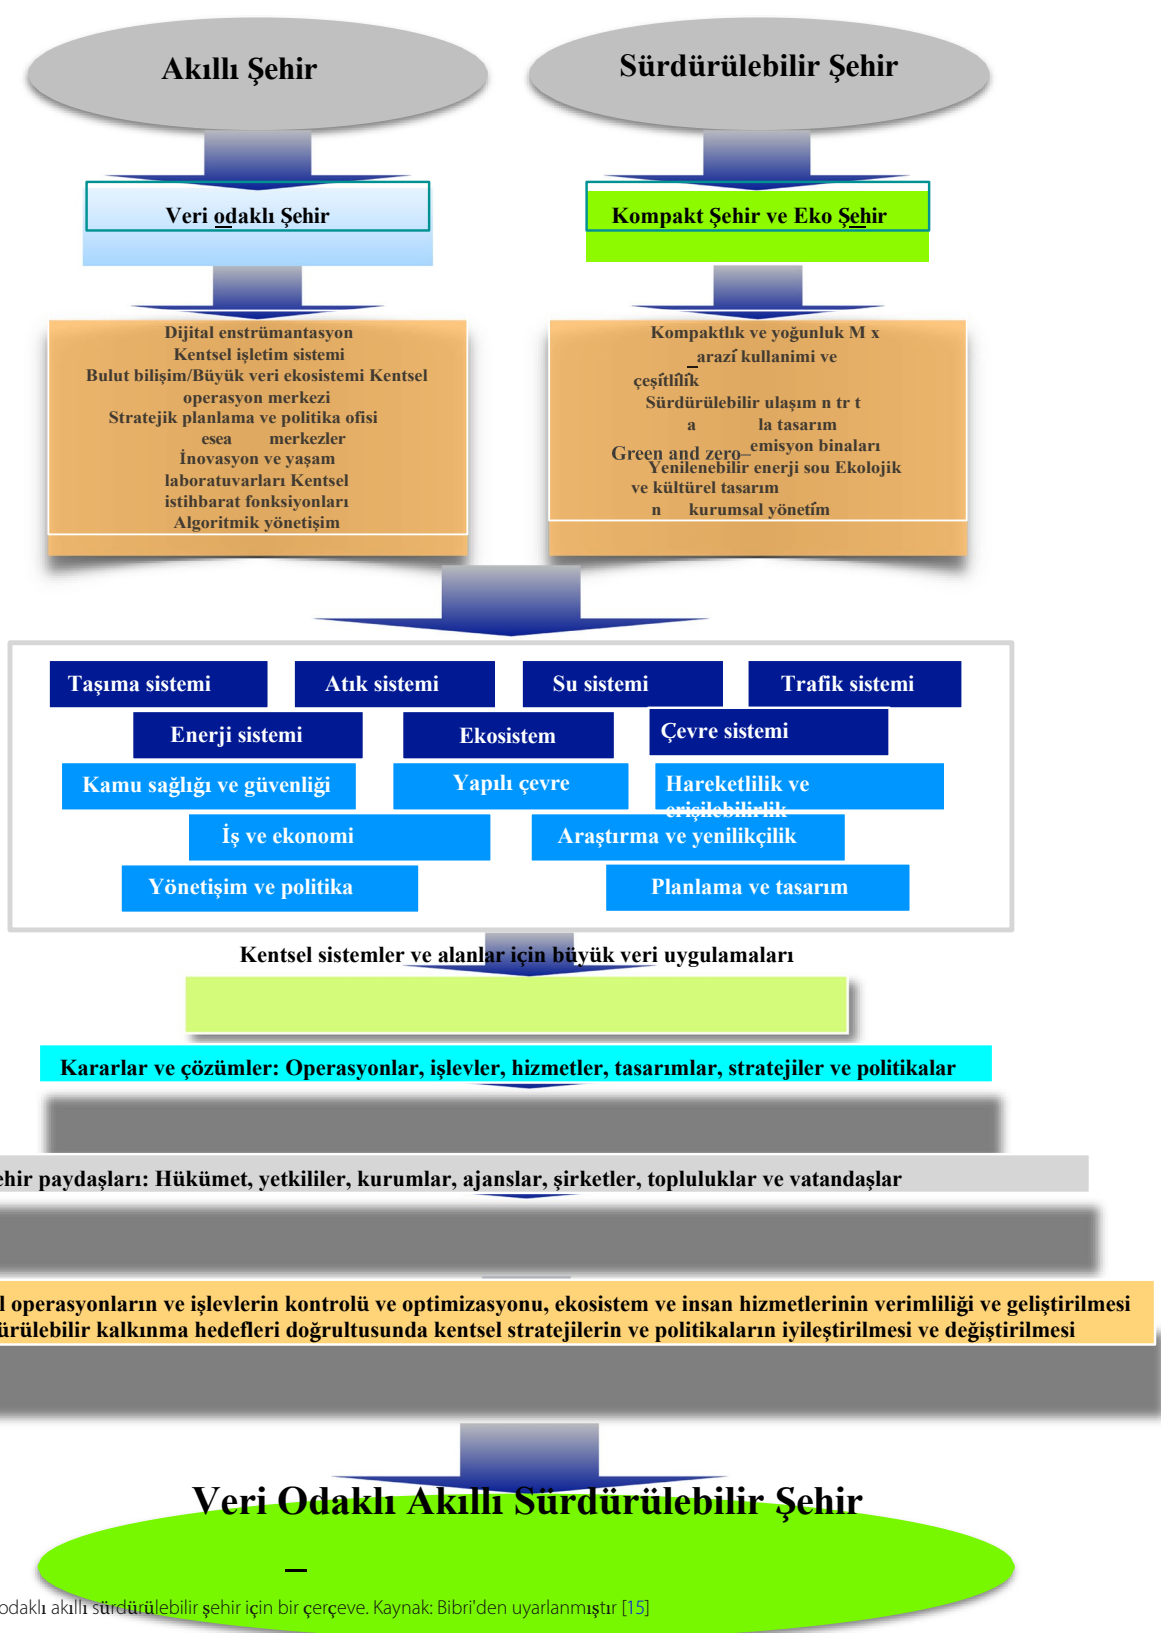 Akıllı Şehir
Sürdürülebilir Şehir
Veri odaklı Şehir
Kompakt Şehir ve Eko Şehir
Dijital enstrümantasyon
Kentsel işletim sistemi
Bulut bilişim/Büyük veri ekosistemi Kentsel
operasyon merkezi
Stratejik planlama ve politika ofisi
esea merkezler
İnovasyon ve yaşam
laboratuvarları Kentsel
istihbarat fonksiyonları
Algoritmik yönetişim
Kompaktlık ve yoğunluk M x
arazi kullanimi ve
çeşitlilik
Sürdürülebilir ulaşım n tr t
a la tasarım
Green and zero–emisyon binaları
Yenilenebilir enerji sou Ekolojik
ve kültürel tasarım
n kurumsal yönetim
Taşıma sistemi
Atık sistemi
Su sistemi
Trafik sistemi
Enerji sistemi
Ekosistem
Çevre sistemi
Kamu sağlığı ve güvenliği
Yapılı çevre
Hareketlilik ve
erişilebilirlik
İş ve ekonomi
Araştırma ve yenilikçilik
Yönetişim ve politika
Planlama ve tasarım
Kentsel sistemler ve alanlar için büyük veri uygulamaları
Kararlar ve çözümler: Operasyonlar, işlevler, hizmetler, tasarımlar, stratejiler ve politikalar
ehir paydaşları: Hükümet, yetkililer, kurumlar, ajanslar, şirketler, topluluklar ve vatandaşlar
l operasyonların ve işlevlerin kontrolü ve optimizasyonu, ekosistem ve insan hizmetlerinin verimliliği ve geliştirilmesi
ürülebilir kalkınma hedefleri doğrultusunda kentsel stratejilerin ve politikaların iyileştirilmesi ve değiştirilmesi
Veri Odaklı Akıllı Sürdürülebilir Şehir
odaklı akıllı sürdürülebilir şehir için bir çerçeve. Kaynak: Bibri'den uyarlanmıştır [15]